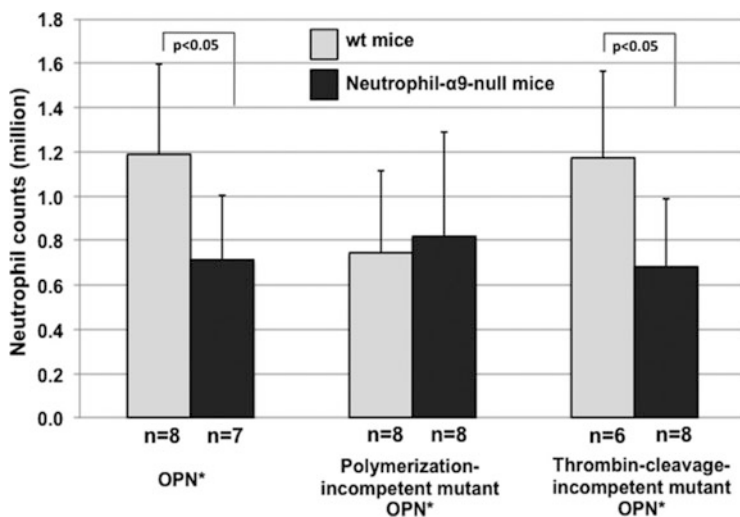 Neutrophil counts (million)
1.8
1.6
1.4
1.2
1.0
0.8
0.6
0.4
0.2
0.0
p<0.05
wt mice
Neutrophil-α9-null mice
p<0.05
n=8 n=7
n=8 n=8
n=6 n=8
OPN*
Polymerization-
incompetent mutant
OPN*
Thrombin-cleavage-
incompetent mutant
OPN*